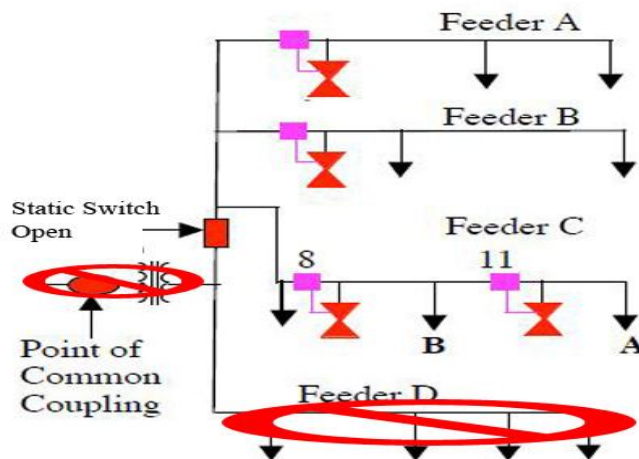 Feeder A
Feeder B
Static Switch
Open
Feeder C
8
11
B
A
Point of
Common
Coupling
Feeder D